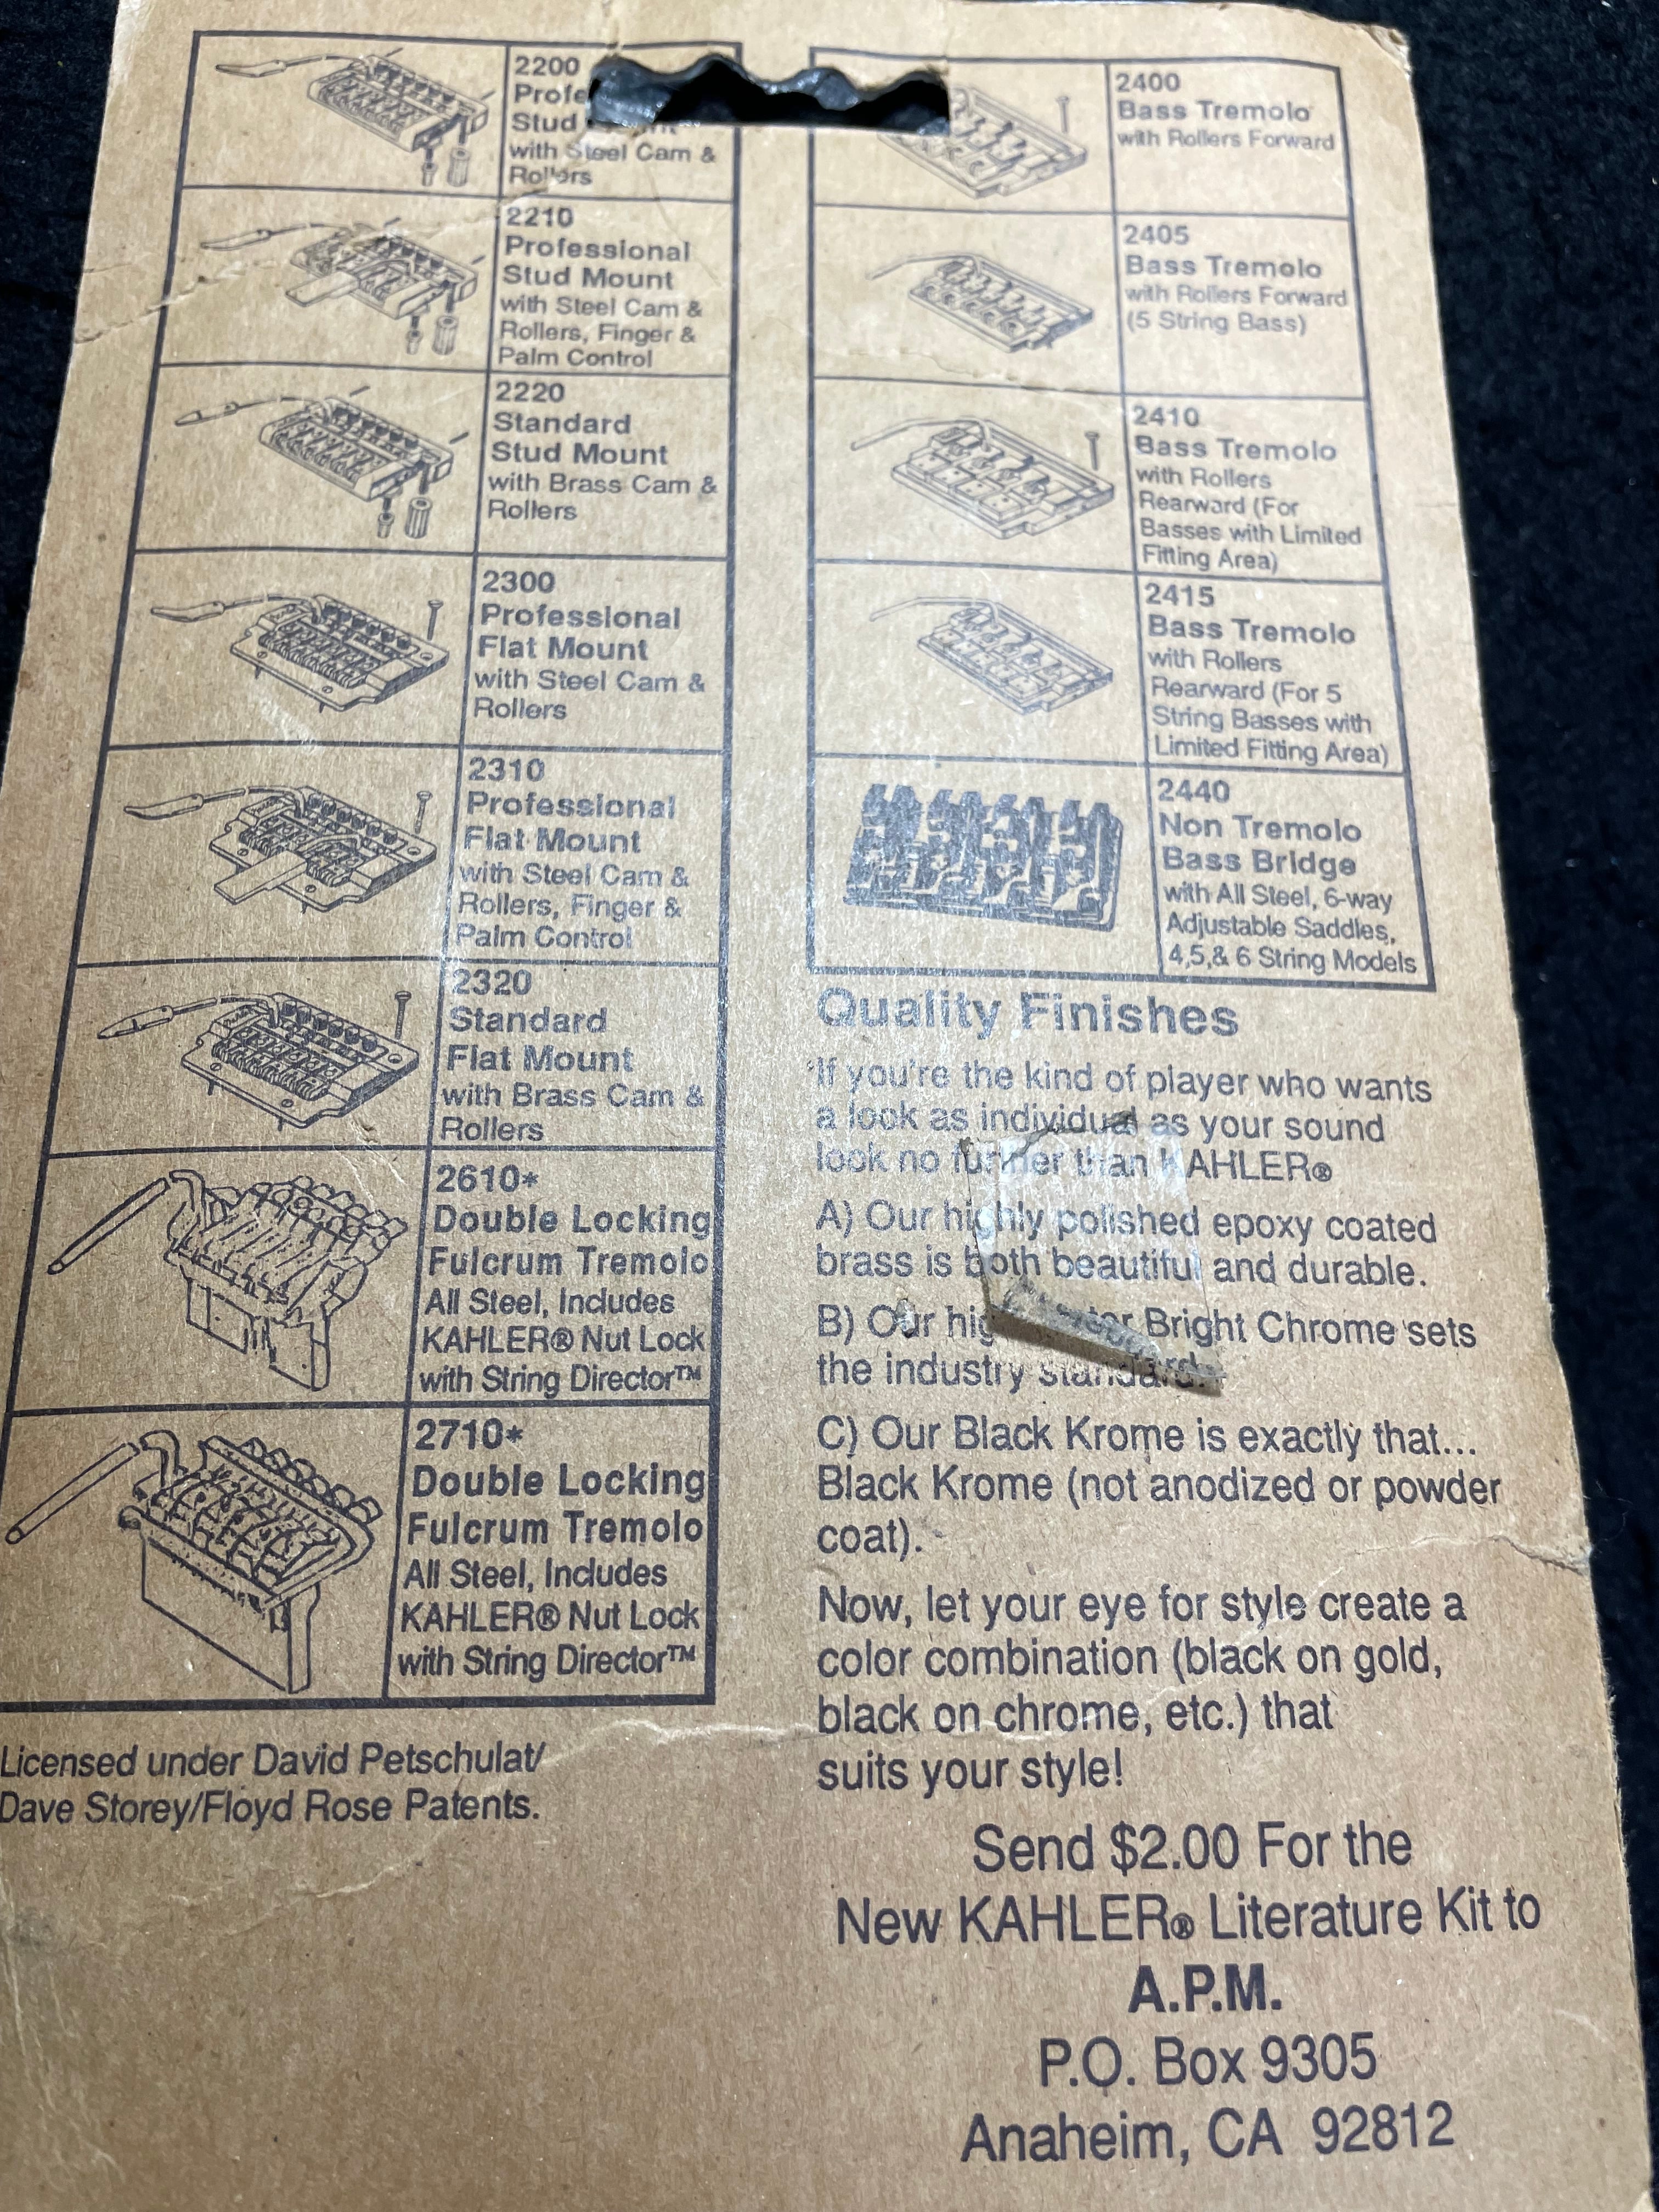 2200
Profe
Stud
with Steel Cam &
Rollers
2210
Professional
Stud Mount
with Steel Cam &
Rollers, Finger &
Palm Control
2220
Standard
Stud Mount
with Brass Cam &
Rollers
2300
Professional
Flat Mount
with Steel Cam &
Rollers
2310
Professional
Flat Mount
with Steel Cam &
Rollers, Finger &
Palm Control
2320
Standard
Flat Mount
with Brass Cam &
Rollers
2610*
Double Locking
Fulcrum Tremolo
All Steel, Includes
KAHLER® Nut Lock
with String Director™
2710*
Double Locking
Fulcrum Tremolo
All Steel, Includes
KAHLER® Nut Lock
with String Director™
Licensed under David Petschulat/
Dave Storey/Floyd Rose Patents.
2400
Bass Tremolo
with Rollers Forward
2405
Bass Tremolo
with Rollers Forward
(5 String Bass)
2410
Bass Tremolo
with Rollers
Rearward (For
Basses with Limited
Fitting Area)
2415
Bass Tremolo
with Rollers
Rearward (For 5
String Basses with
Limited Fitting Area)
2440
Non Tremolo
Bass Bridge
with All Steel, 6-way
Adjustable Saddles,
4,5,& 6 String Models
Quality Finishes
If you're the kind of player who wants
a look as individual as your sound
look no further than KAHLER®
A) Our highly polished epoxy coated
brass is both beautiful and durable.
B) Our hig Bright Chrome sets
the industry standard.
C) Our Black Krome is exactly that...
Black Krome (not anodized or powder
coat).
Now, let your eye for style create a
color combination (black on gold,
black on chrome, etc.) that
suits your style!
Send $2.00 For the
New KAHLER® Literature Kit to
A.P.M.
P.O. Box 9305
Anaheim, CA 92812